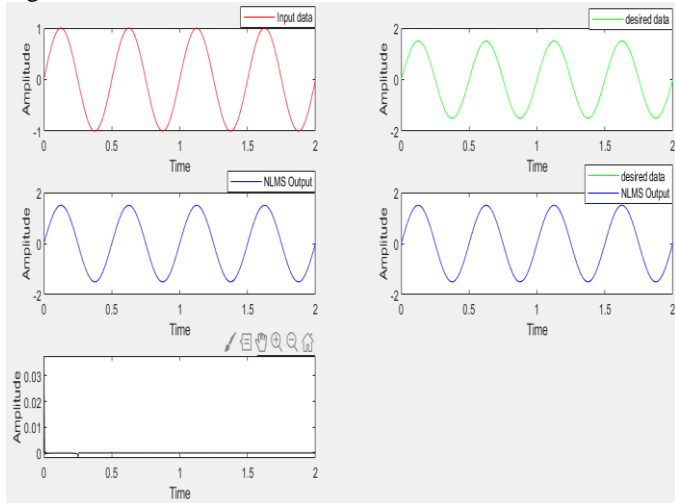 Input data
1
0
-1
Amplitude
0 0.5 1 1.5 2
Time
desired data
2
0
-2
Amplitude
0 0.5 1 1.5 2
Time
NLMS Output
2
0
-2
Amplitude
0 0.5 1 1.5 2
Time
desired data
NLMS Output
2
0
-2
Amplitude
0 0.5 1 1.5 2
Time
0.03
0.02
0.01
0
Amplitude
0 0.5 1 1.5 2
Time